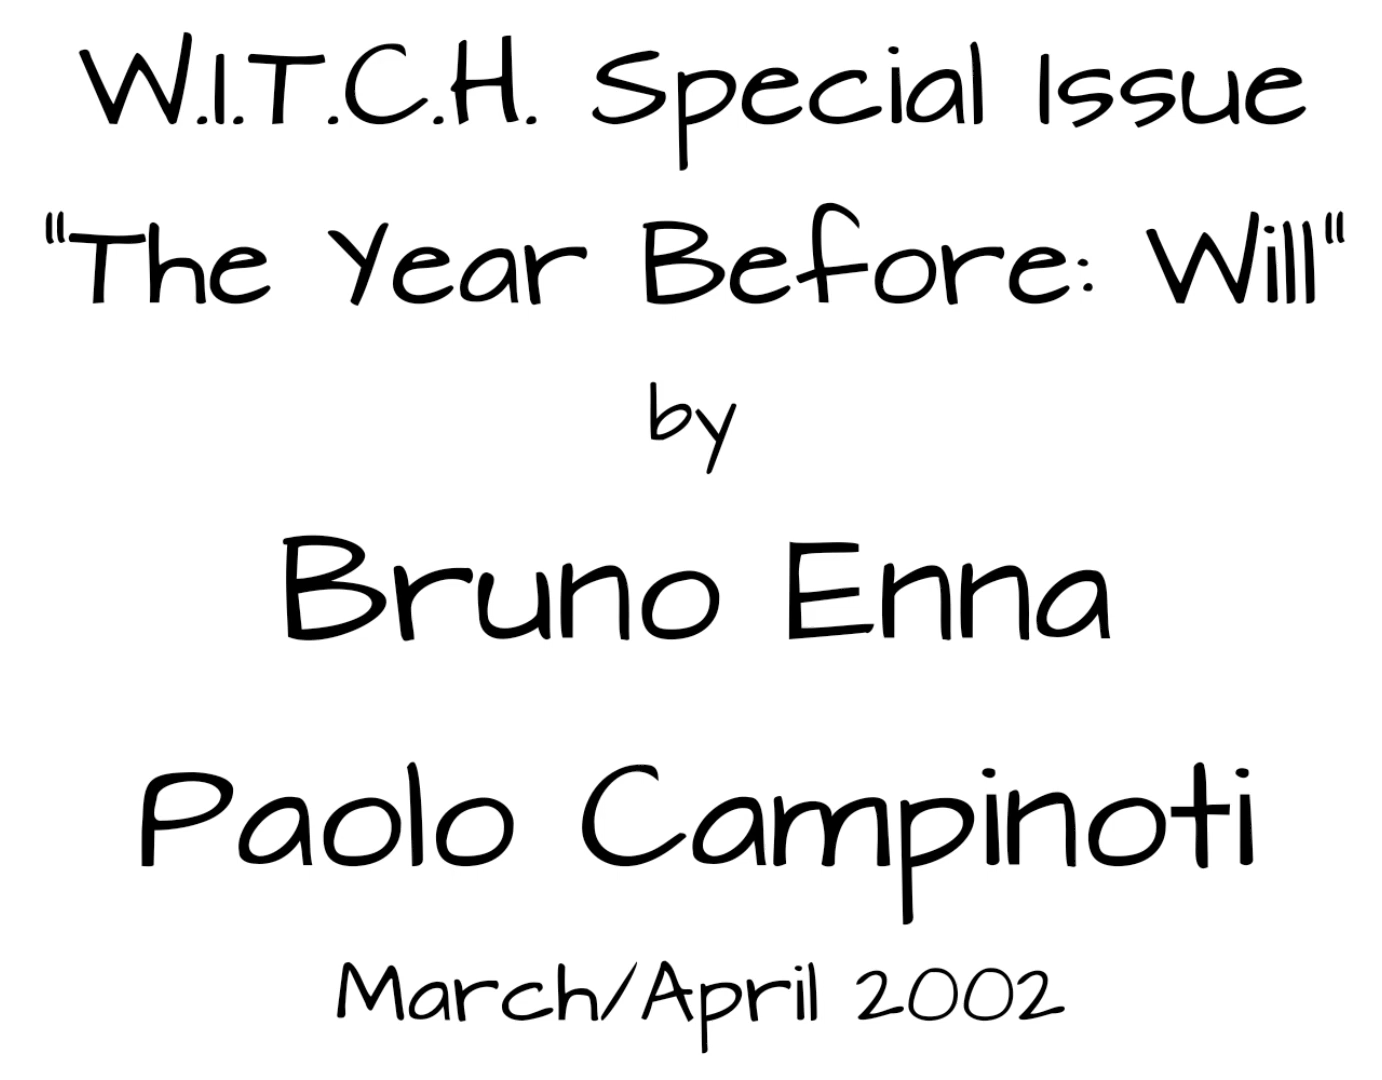 W.I.T.C.H. Special Issue
"The Year Before: Will"
by
Bruno Enna
Paolo Campinoti
March/April 2002